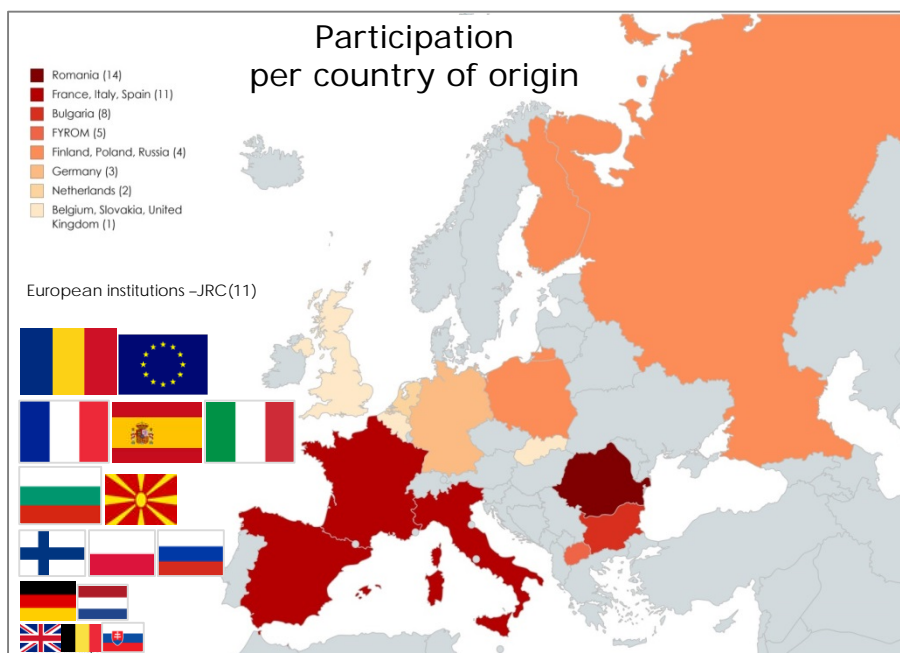 Participation
per country of origin
Romania (14)
France, Italy, Spain (11)
Bulgaria (8)
FYROM (5)
Finland, Poland, Russia (4)
Germany (3)
Netherlands (2)
Belgium, Slovakia, United
Kingdom (1)
European institutions –JRC(11)